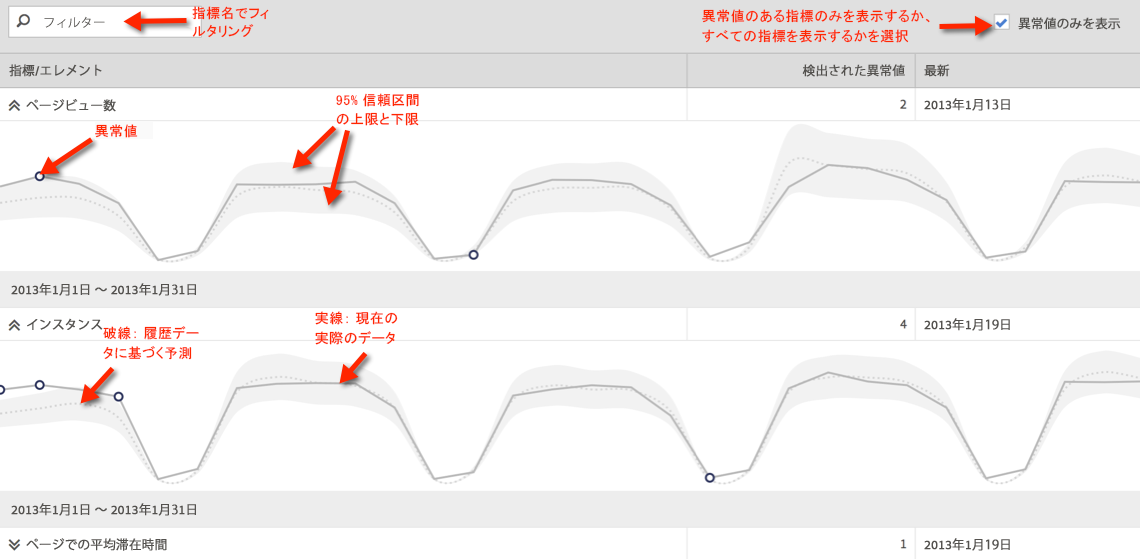 フィルター
指標名でフィ
ルタリング
異常値のある指標のみを表示するか、
すべての指標を表示するかを選択
異常値のみを表示
指標/エレメント 検出された異常値 最新
ページビュー数 2 2013年1月13日
異常値
95% 信頼区間
の上限と下限
2013年1月1日 ～ 2013年1月31日
インスタンス 4 2013年1月19日
破線： 履歴デー
タに基づく予測
実線： 現在の
実際のデータ
2013年1月1日 ～ 2013年1月31日
ページでの平均滞在時間 1 2013年1月19日